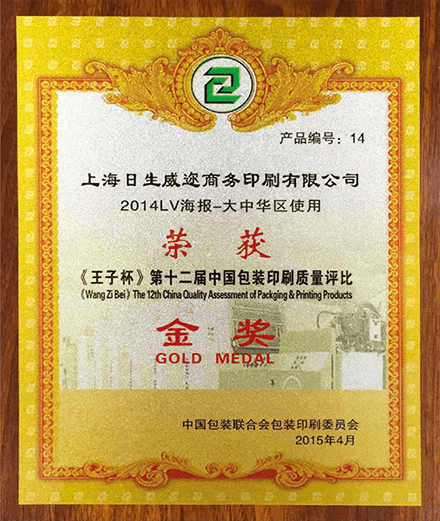 产品编号：14
上海日生威迩商务印刷有限公司
2014LV海报-大中华区使用
荣 获
《王子杯》第十二届中国包装印刷质量评比
《Wang Zi Bei》The 12th China Quality Assessment of Packging & Printing Products
金 奖
GOLD MEDAL
中国包装联合会包装印刷委员会
2015年4月